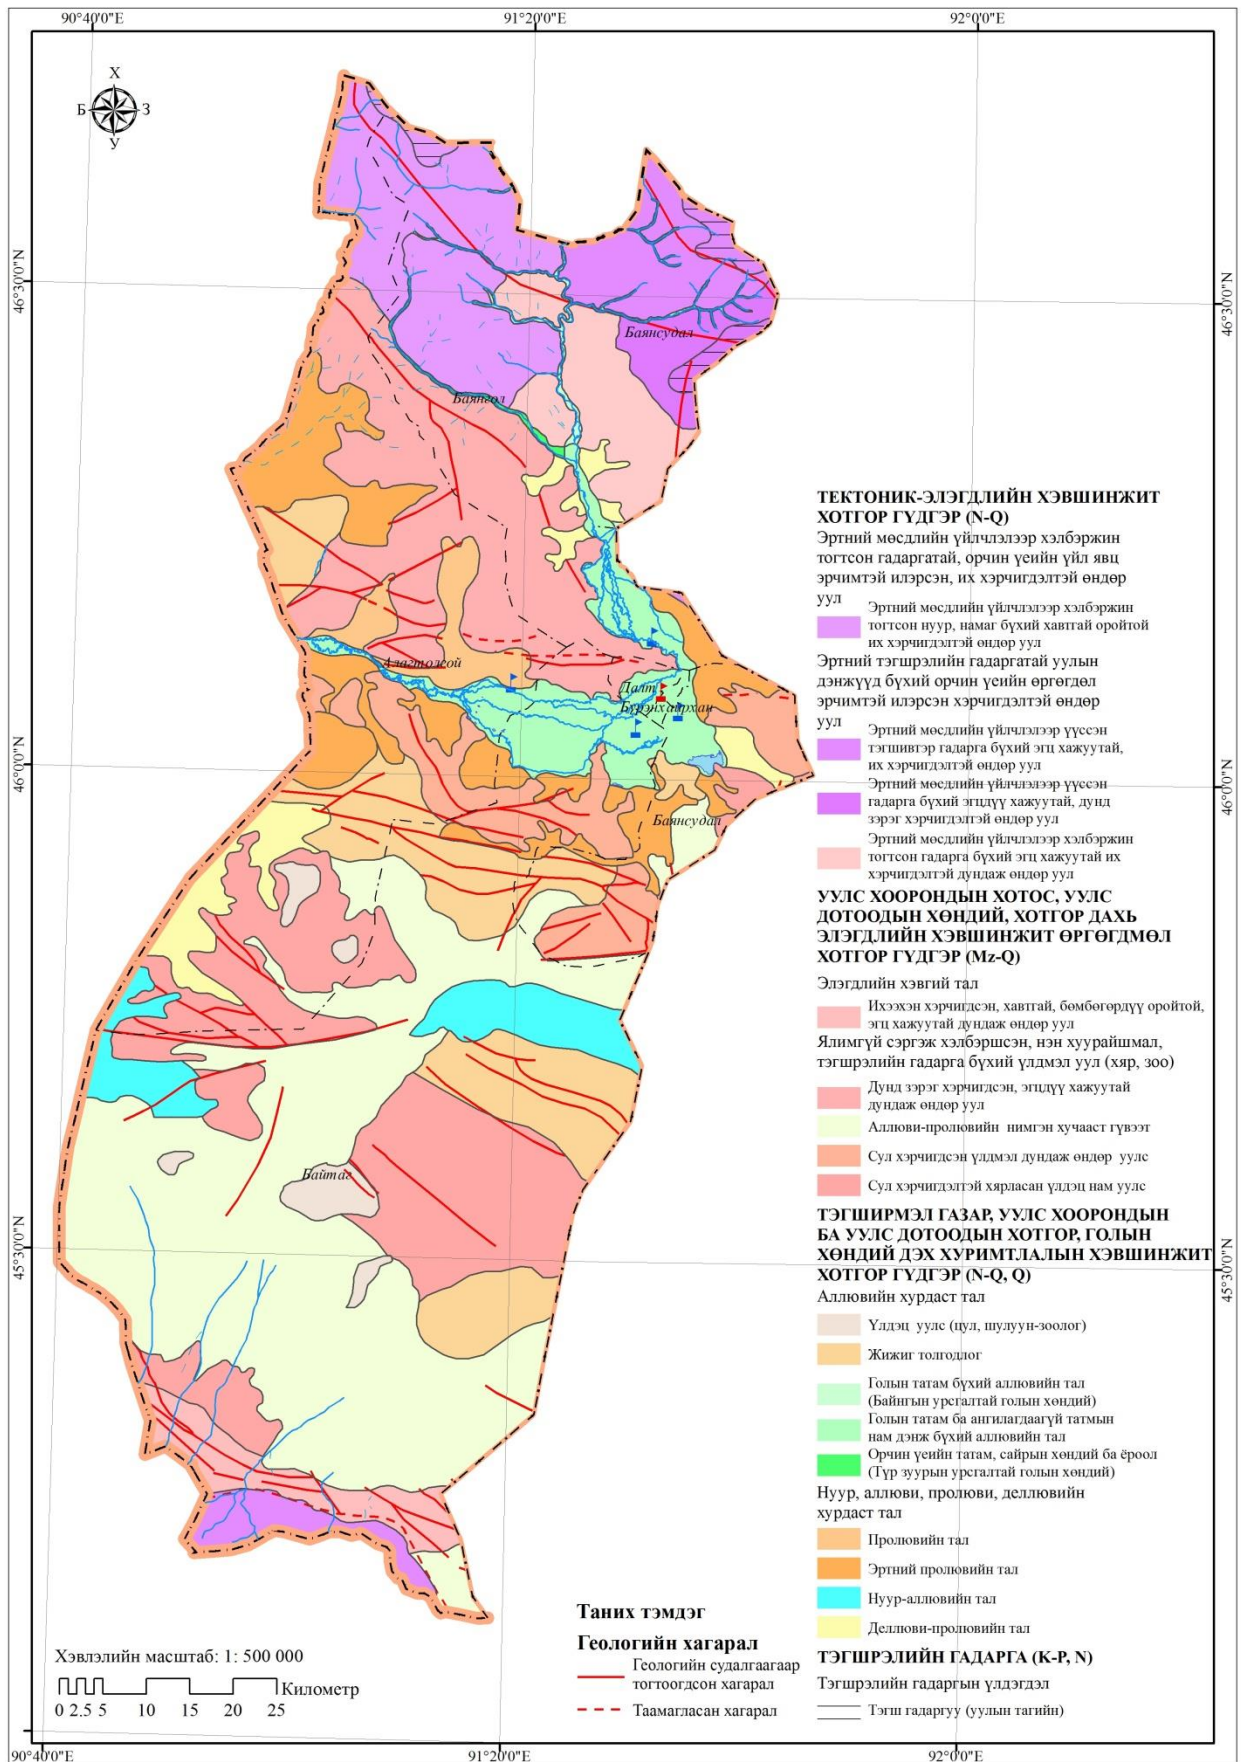 90°40'0"E
91°20'0"E
92°0'0"E
Х
Б
З
У
46°30'0"N
46°30'0"N
Баянсудал
Баянгол
Алагтолгой
Далт
Бүрэнхайрхан
46°0'0"N
46°0'0"N
Баянсудал
Байтаг
45°30'0"N
45°30'0"N
ТЕКТОНИК-ЭЛЭГДЛИЙН ХЭВШИНЖИТ
ХОТГОР ГҮДГЭР (N-Q)
Эртний мөсдлийн үйлчлэлээр хэлбэржин
тогтсон гадаргатай, орчин үеийн үйл явц
эрчимтэй илэрсэн, их хэрчигдэлтэй өндөр
уул
Эртний мөсдлийн үйлчлэлээр хэлбэржин
тогтсон нуур, намаг бүхий хавтгай оройтой
их хэрчигдэлтэй өндөр уул
Эртний тэгшрэлийн гадаргатай уулын
дэнжүүд бүхий орчин үеийн өргөгдөл
эрчимтэй илэрсэн хэрчигдэлтэй өндөр
уул
Эртний мөсдлийн үйлчлэлээр үүссэн
тэгшивтэр гадарга бүхий эгц хажуутай,
их хэрчигдэлтэй өндөр уул
Эртний мөсдлийн үйлчлэлээр үүссэн
гадарга бүхий эгцдүү хажуутай, дунд
зэрэг хэрчигдэлтэй өндөр уул
Эртний мөсдлийн үйлчлэлээр хэлбэржин
тогтсон гадарга бүхий эгц хажуутай их
хэрчигдэлтэй дундаж өндөр уул
УУЛС ХООРОНДЫН ХОТОС, УУЛС
ДОТООДЫН ХӨНДИЙ, ХОТГОР ДАХЬ
ЭЛЭГДЛИЙН ХЭВШИНЖИТ ӨРГӨГДМӨЛ
ХОТГОР ГҮДГЭР (Mz-Q)
Элэгдлийн хэвгий тал
Ихээхэн хэрчигдсэн, хавтгай, бөмбөгөрдүү оройтой,
эгц хажуутай дундаж өндөр уул
Ялимгүй сэргэж хэлбэршсэн, нэн хуурайшмал,
тэгшрэлийн гадарга бүхий үлдмэл уул (хяр, зоо)
Дунд зэрэг хэрчигдсэн, эгцдүү хажуутай
дундаж өндөр уул
Аллюви-пролювийн нимгэн хучааст гүвээт
Сул хэрчигдсэн үлдмэл дундаж өндөр уулс
Сул хэрчигдэлтэй хярласан үлдэц нам уулс
ТЭГШИРМЭЛ ГАЗАР, УУЛС ХООРОНДЫН
БА УУЛС ДОТООДЫН ХОТГОР, ГОЛЫН
ХӨНДИЙ ДЭХ ХУРИМТЛАЛЫН ХЭВШИНЖИТ
ХОТГОР ГҮДГЭР (N-Q, Q)
Аллювийн хурдаст тал
Үлдэц уулс (цул, шулуун-зоолог)
Жижиг толгодлог
Голын татам бүхий аллювийн тал
(Байнгын урсгалтай голын хөндий)
Голын татам ба ангилагдаагүй татмын
нам дэнж бүхий аллювийн тал
Орчин үеийн татам, сайрын хөндий ба ёроол
(Түр зуурын урсгалтай голын хөндий)
Нуур, аллюви, пролюви, деллювийн
хурдаст тал
Пролювийн тал
Эртний пролювийн тал
Нуур-аллювийн тал
Деллюви-пролювийн тал
ТЭГШРЭЛИЙН ГАДАРГА (K-P, N)
Тэгшрэлийн гадаргын үлдэгдэл
Тэгш гадаргуу (уулын тагийн)
Таних тэмдэг
Геологийн хагарал
Геологийн судалгаагаар
тогтоогдсон хагарал
Таамагласан хагарал
Хэвлэлийн масштаб: 1: 500 000
Километр
0 2.5 5 10 15 20 25
90°40'0"E
91°20'0"E
92°0'0"E